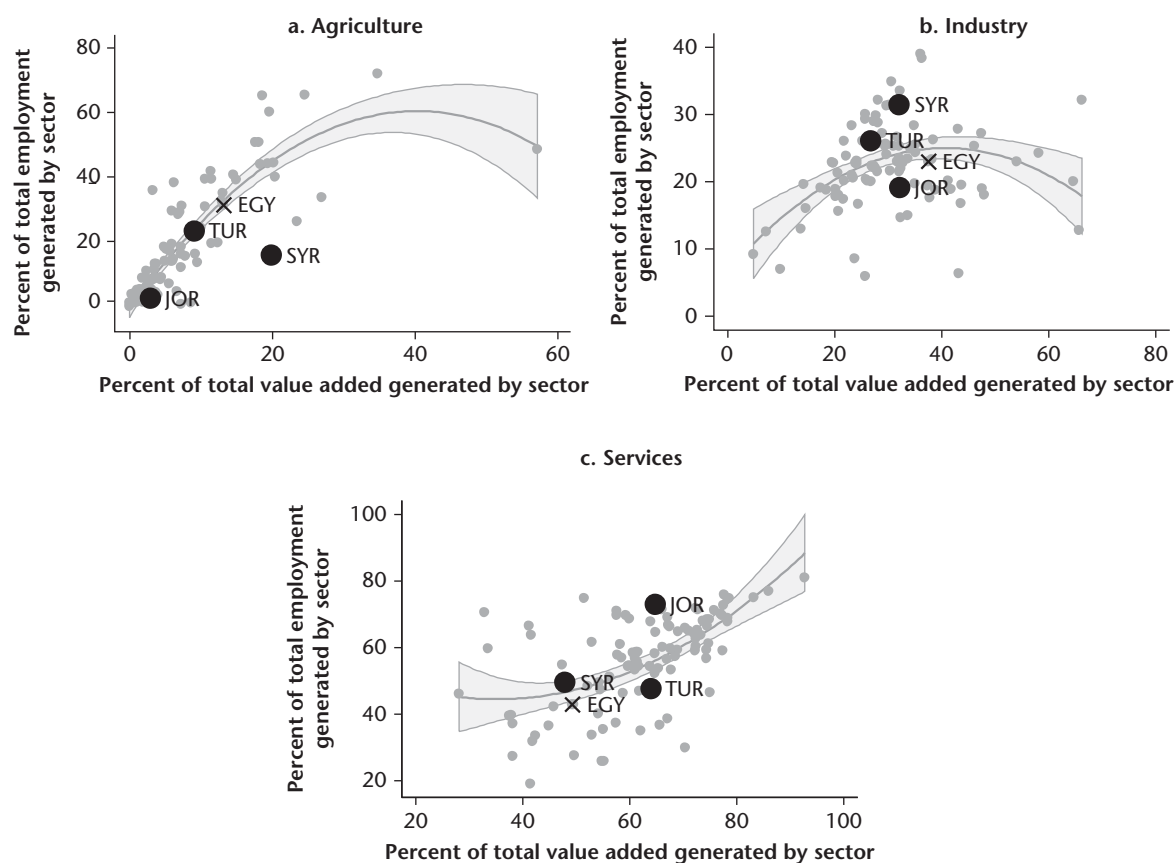 a. Agriculture
Percent of total employment
generated by sector
80
60
40
20
0
EGY
TUR
SYR
JOR
0 20 40 60
Percent of total value added generated by sector
b. Industry
Percent of total employment
generated by sector
40
30
20
10
0
SYR
TUR
EGY
JOR
0 20 40 60 80
Percent of total value added generated by sector
c. Services
Percent of total employment
generated by sector
100
80
60
40
20
JOR
SYR
TUR
EGY
20 40 60 80 100
Percent of total value added generated by sector